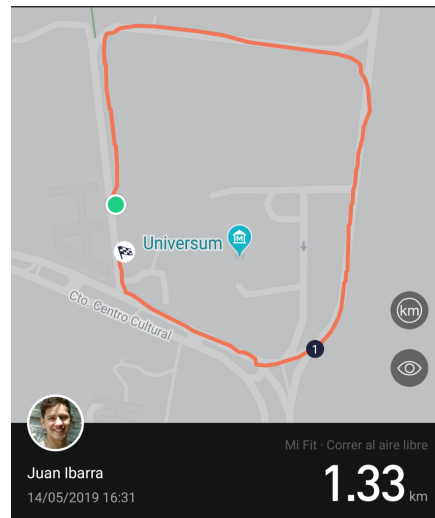 Universum
km
Cto. Centro Cultural
1
Mi Fit · Correr al aire libre
Juan Ibarra
1.33 km
14/05/2019 16:31